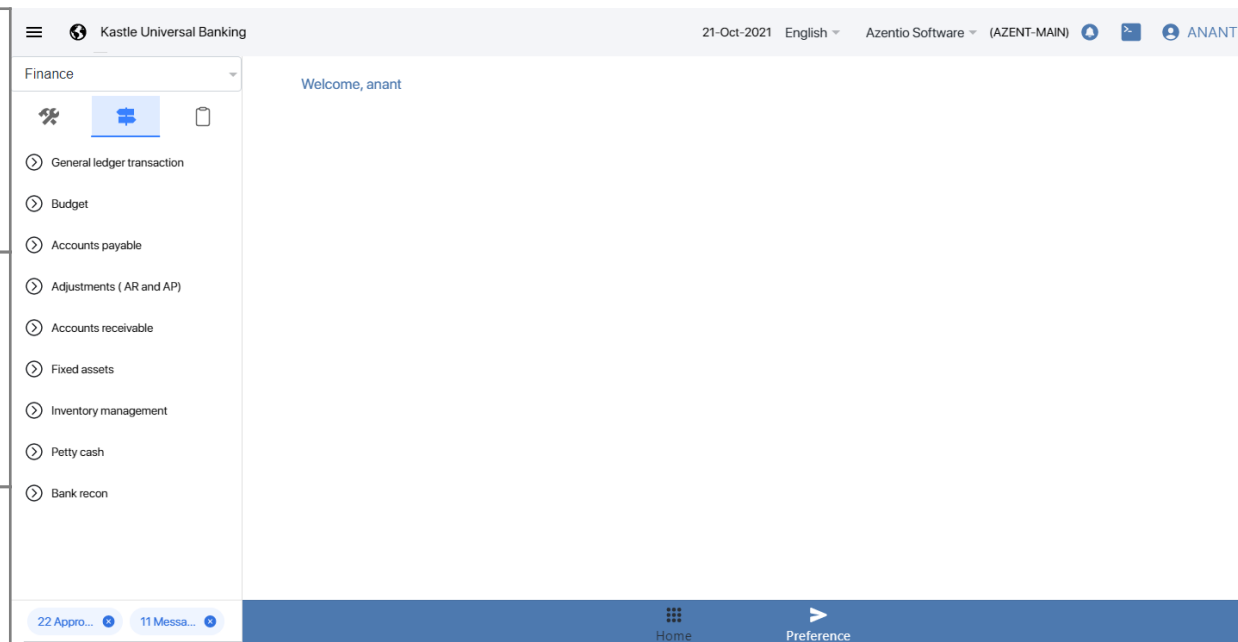 Kastle Universal Banking
21-Oct-2021 English Azentio Software (AZENT-MAIN) ANANT
Finance
Welcome, anant
General ledger transaction
Budget
Accounts payable
Adjustments ( AR and AP)
Accounts receivable
Fixed assets
Inventory management
Petty cash
Bank recon
22 Appro... 11 Messa...
Home Preference